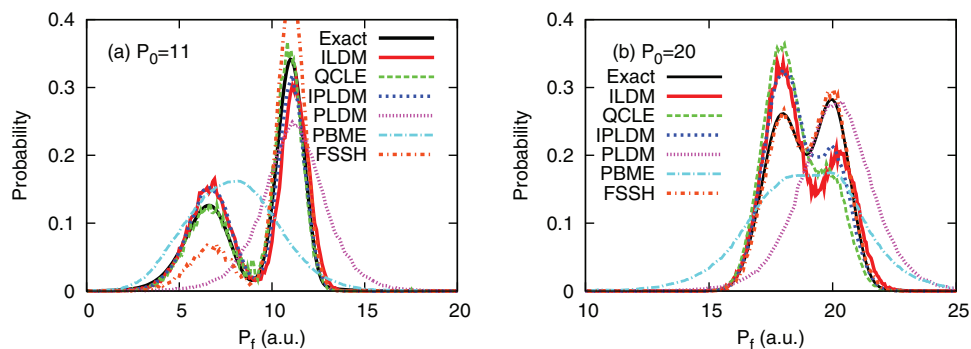 0.4
0.3
0.2
0.1
0
Probability
(a) P₀=11
Exact
ILDM
QCLE
IPLDM
PLDM
PBME
FSSH
0 5 10 15 20
P_f (a.u.)
0.4
0.3
0.2
0.1
0
Probability
(b) P₀=20
Exact
ILDM
QCLE
IPLDM
PLDM
PBME
FSSH
10 15 20 25
P_f (a.u.)